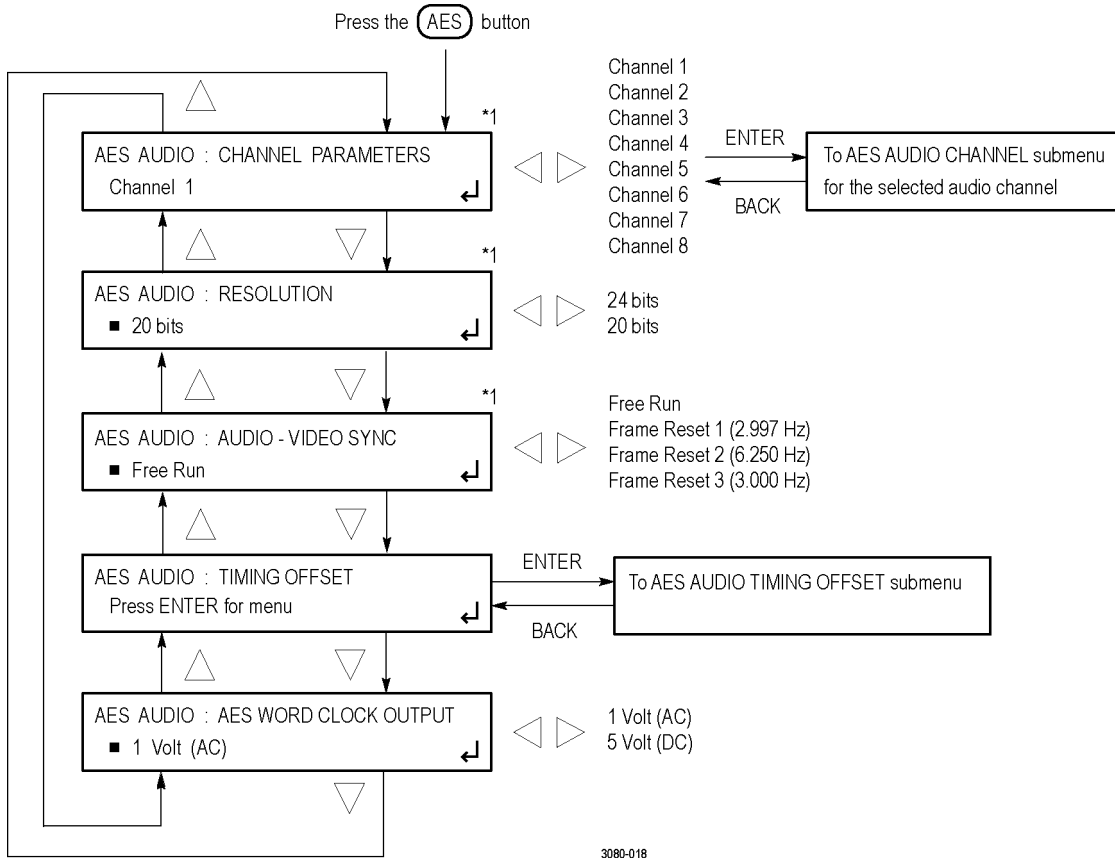 Press the AES button
*1
AES AUDIO : CHANNEL PARAMETERS
Channel 1
Channel 1
Channel 2
Channel 3
Channel 4
Channel 5
Channel 6
Channel 7
Channel 8
ENTER
BACK
To AES AUDIO CHANNEL submenu
for the selected audio channel
*1
AES AUDIO : RESOLUTION
■ 20 bits
24 bits
20 bits
*1
AES AUDIO : AUDIO - VIDEO SYNC
■ Free Run
Free Run
Frame Reset 1 (2.997 Hz)
Frame Reset 2 (6.250 Hz)
Frame Reset 3 (3.000 Hz)
AES AUDIO : TIMING OFFSET
Press ENTER for menu
ENTER
BACK
To AES AUDIO TIMING OFFSET submenu
AES AUDIO : AES WORD CLOCK OUTPUT
■ 1 Volt (AC)
1 Volt (AC)
5 Volt (DC)
3080-018